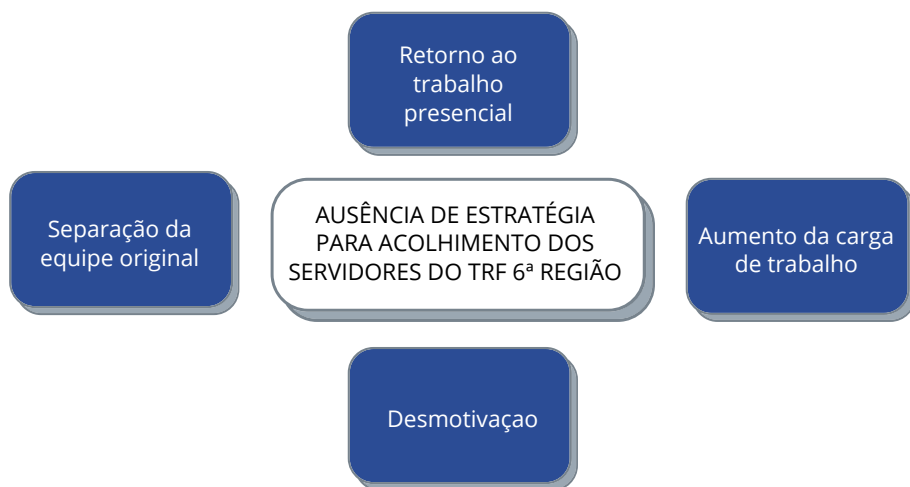 Retorno ao
trabalho
presencial
Separação da
equipe original
AUSÊNCIA DE ESTRATÉGIA
PARA ACOLHIMENTO DOS
SERVIDORES DO TRF 6ª REGIÃO
Aumento da carga
de trabalho
Desmotivaçao